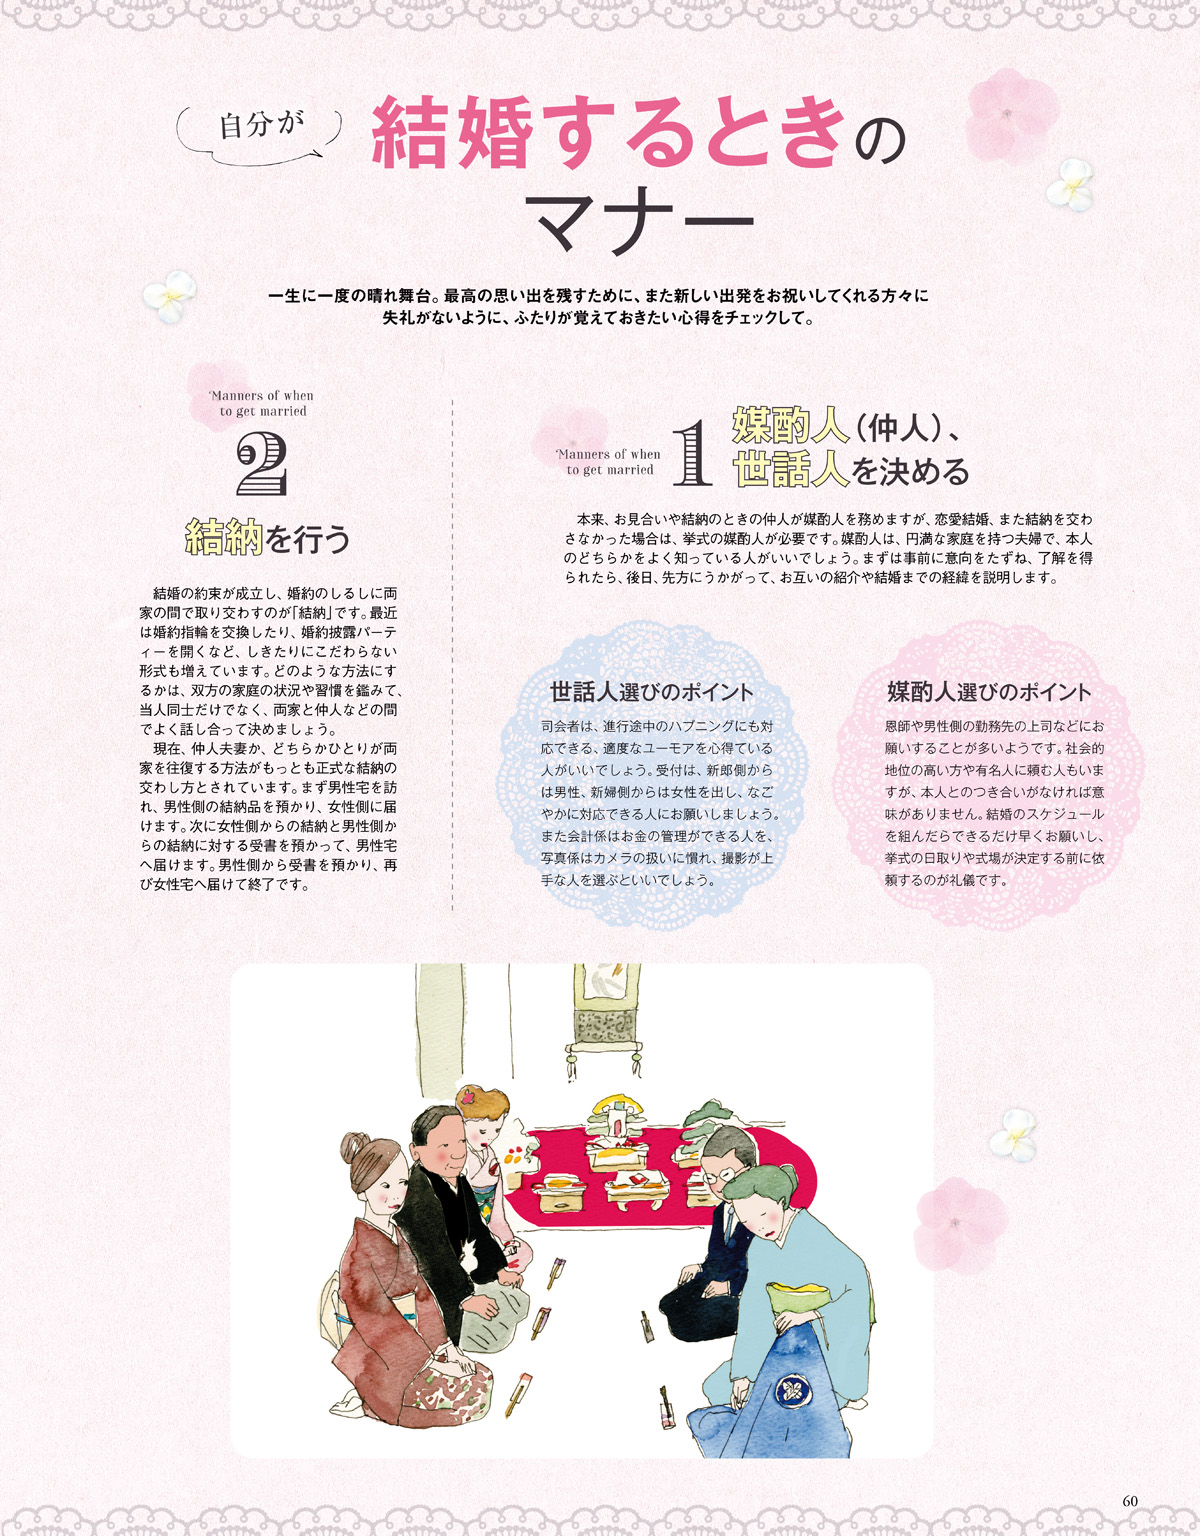 自分が
結婚するときの
マナー
一生に一度の晴れ舞台。最高の思い出を残すために、また新しい出発をお祝いしてくれる方々に
失礼がないように、ふたりが覚えておきたい心得をチェックして。
Manners of when
to get married
1
媒酌人（仲人）、
世話人を決める
本来、お見合いや結納のときの仲人が媒酌人を務めますが、恋愛結婚、また結納を交わ
さなかった場合は、挙式の媒酌人が必要です。媒酌人は、円満な家庭を持つ夫婦で、本人
のどちらかをよく知っている人がいいでしょう。まずは事前に意向をたずね、了解を得
られたら、後日、先方にうかがって、お互いの紹介や結婚までの経緯を説明します。
媒酌人選びのポイント
恩師や男性側の勤務先の上司などにお
願いすることが多いようです。社会的
地位の高い方や有名人に頼む人もいま
すが、本人とのつき合いがなければ意
味がありません。結婚のスケジュール
を組んだらできるだけ早くお願いし、
挙式の日取りや式場が決定する前に依
頼するのが礼儀です。
世話人選びのポイント
司会者は、進行途中のハプニングにも対
応できる、適度なユーモアを心得ている
人がいいでしょう。受付は、新郎側から
は男性、新婦側からは女性を出し、なご
やかに対応できる人にお願いしましょう。
また会計係はお金の管理ができる人を、
写真係はカメラの扱いに慣れ、撮影が上
手な人を選ぶといいでしょう。
Manners of when
to get married
2
結納を行う
結婚の約束が成立し、婚約のしるしに両
家の間で取り交わすのが「結納」です。最近
は婚約指輪を交換したり、婚約披露パーテ
ィーを開くなど、しきたりにこだわらない
形式も増えています。どのような方法にす
るかは、双方の家庭の状況や習慣を鑑みて、
当人同士だけでなく、両家と仲人などの間
でよく話し合って決めましょう。
現在、仲人夫妻か、どちらかひとりが両
家を往復する方法がもっとも正式な結納の
交わし方とされています。まず男性宅を訪
れ、男性側の結納品を預かり、女性側に届
けます。次に女性側からの結納と男性側か
らの結納に対する受書を預かって、男性宅
へ届けます。男性側から受書を預かり、再
び女性宅へ届けて終了です。
60